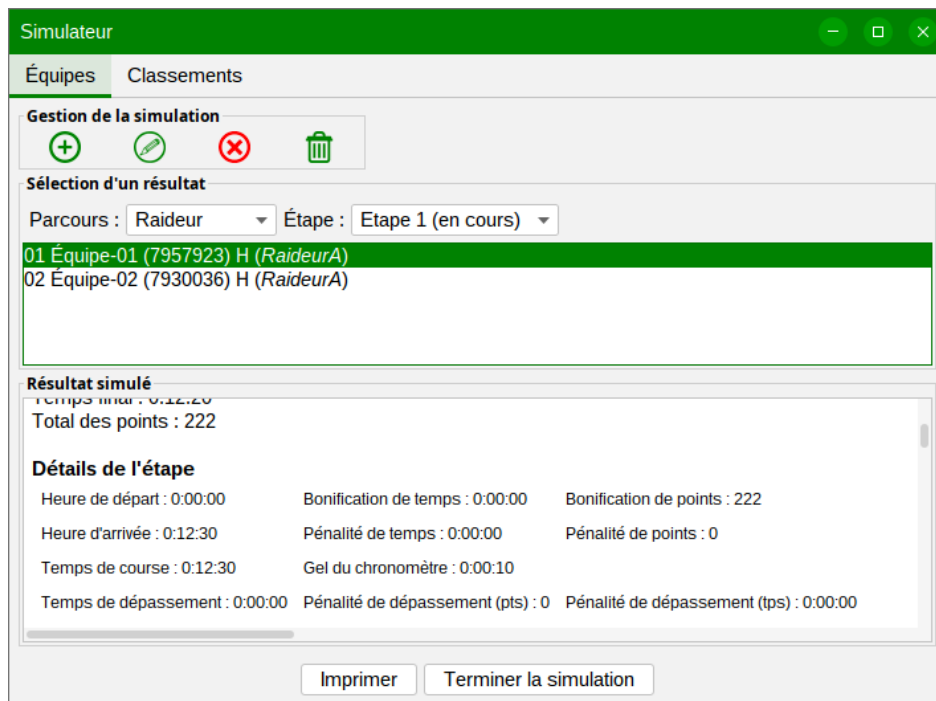 Simulateur
Équipes Classements
Gestion de la simulation
Sélection d'un résultat
Parcours : Raideur Étape : Etape 1 (en cours)
01 Équipe-01 (7957923) H (RaideurA)
02 Équipe-02 (7930036) H (RaideurA)
Résultat simulé
Temps final : 0:12:20
Total des points : 222
Détails de l'étape
Heure de départ : 0:00:00 Bonification de temps : 0:00:00 Bonification de points : 222
Heure d'arrivée : 0:12:30 Pénalité de temps : 0:00:00 Pénalité de points : 0
Temps de course : 0:12:30 Gel du chronomètre : 0:00:10
Temps de dépassement : 0:00:00 Pénalité de dépassement (pts) : 0 Pénalité de dépassement (tps) : 0:00:00
Imprimer Terminer la simulation